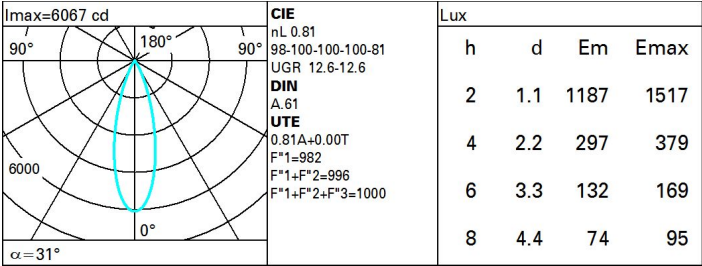 Imax=6067 cd
90°
180°
90°
6000
0°
α=31°
CIE
nL 0.81
98-100-100-100-81
UGR 12.6-12.6
DIN
A.61
UTE
0.81A+0.00T
F"1=982
F"1+F"2=996
F"1+F"2+F"3=1000
Lux
h d Em Emax
2 1.1 1187 1517
4 2.2 297 379
6 3.3 132 169
8 4.4 74 95